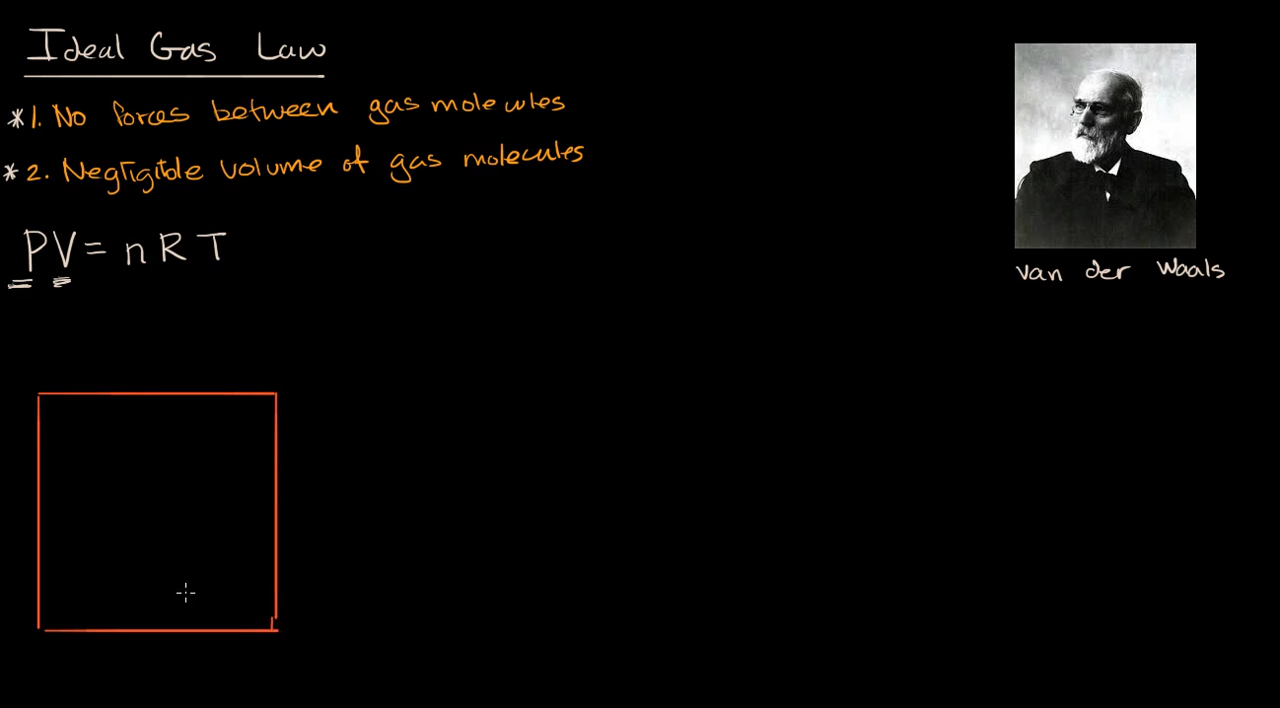 Ideal Gas Law
*1. No forces between gas molecules
*2. Negligible volume of gas molecules
PV = nRT
van der Waals